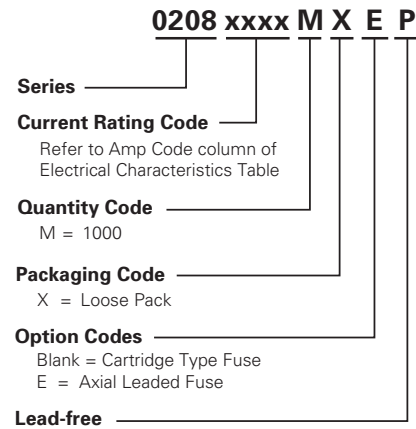 0208 xxxx M X E P
Series
Current Rating Code
Refer to Amp Code column of
Electrical Characteristics Table
Quantity Code
M = 1000
Packaging Code
X = Loose Pack
Option Codes
Blank = Cartridge Type Fuse
E = Axial Leaded Fuse
Lead-free